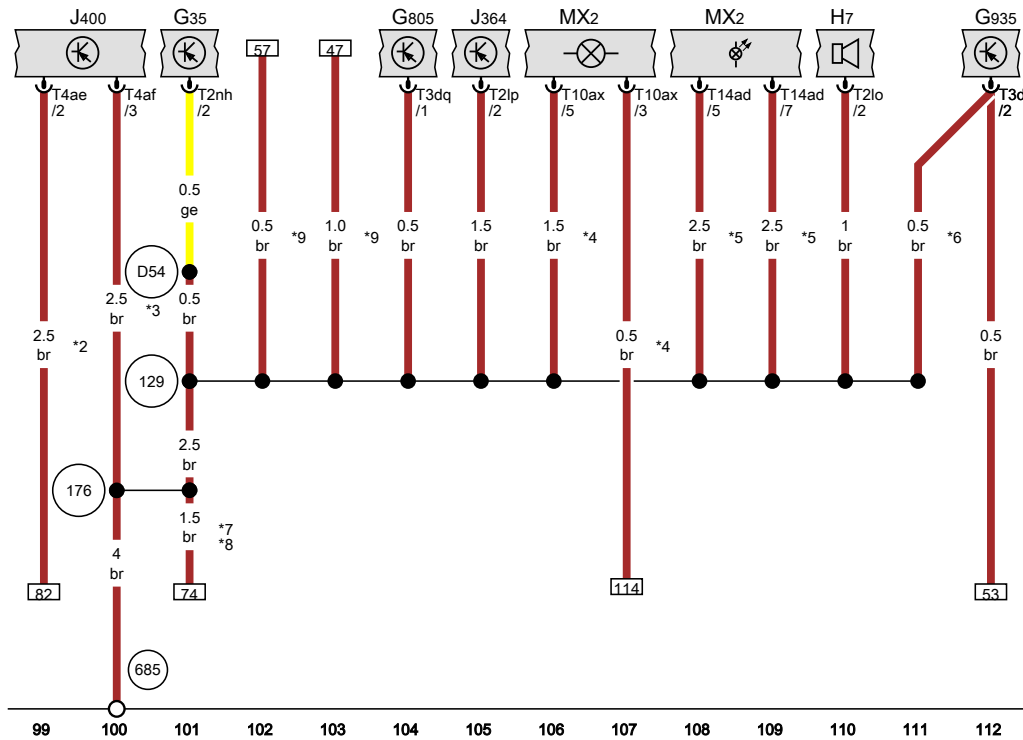 J400
G35
G805
J364
MX2
MX2
H7
G935
57
47
T4ae
/2
T4af
/3
T2nh
/2
T3dq
/1
T2lp
/2
T10ax
/5
T10ax
/3
T14ad
/5
T14ad
/7
T2lo
/2
T3d
/2
0.5
ge
0.5
br
*9
1.0
br
*9
0.5
br
1.5
br
1.5
br
*4
2.5
br
*5
2.5
br
*5
1
br
0.5
br
*6
D54
*3
2.5
br
0.5
br
2.5
br
*2
0.5
br
*4
0.5
br
129
2.5
br
176
1.5
br
*7
*8
4
br
82
74
114
53
685
99 100 101 102 103 104 105 106 107 108 109 110 111 112